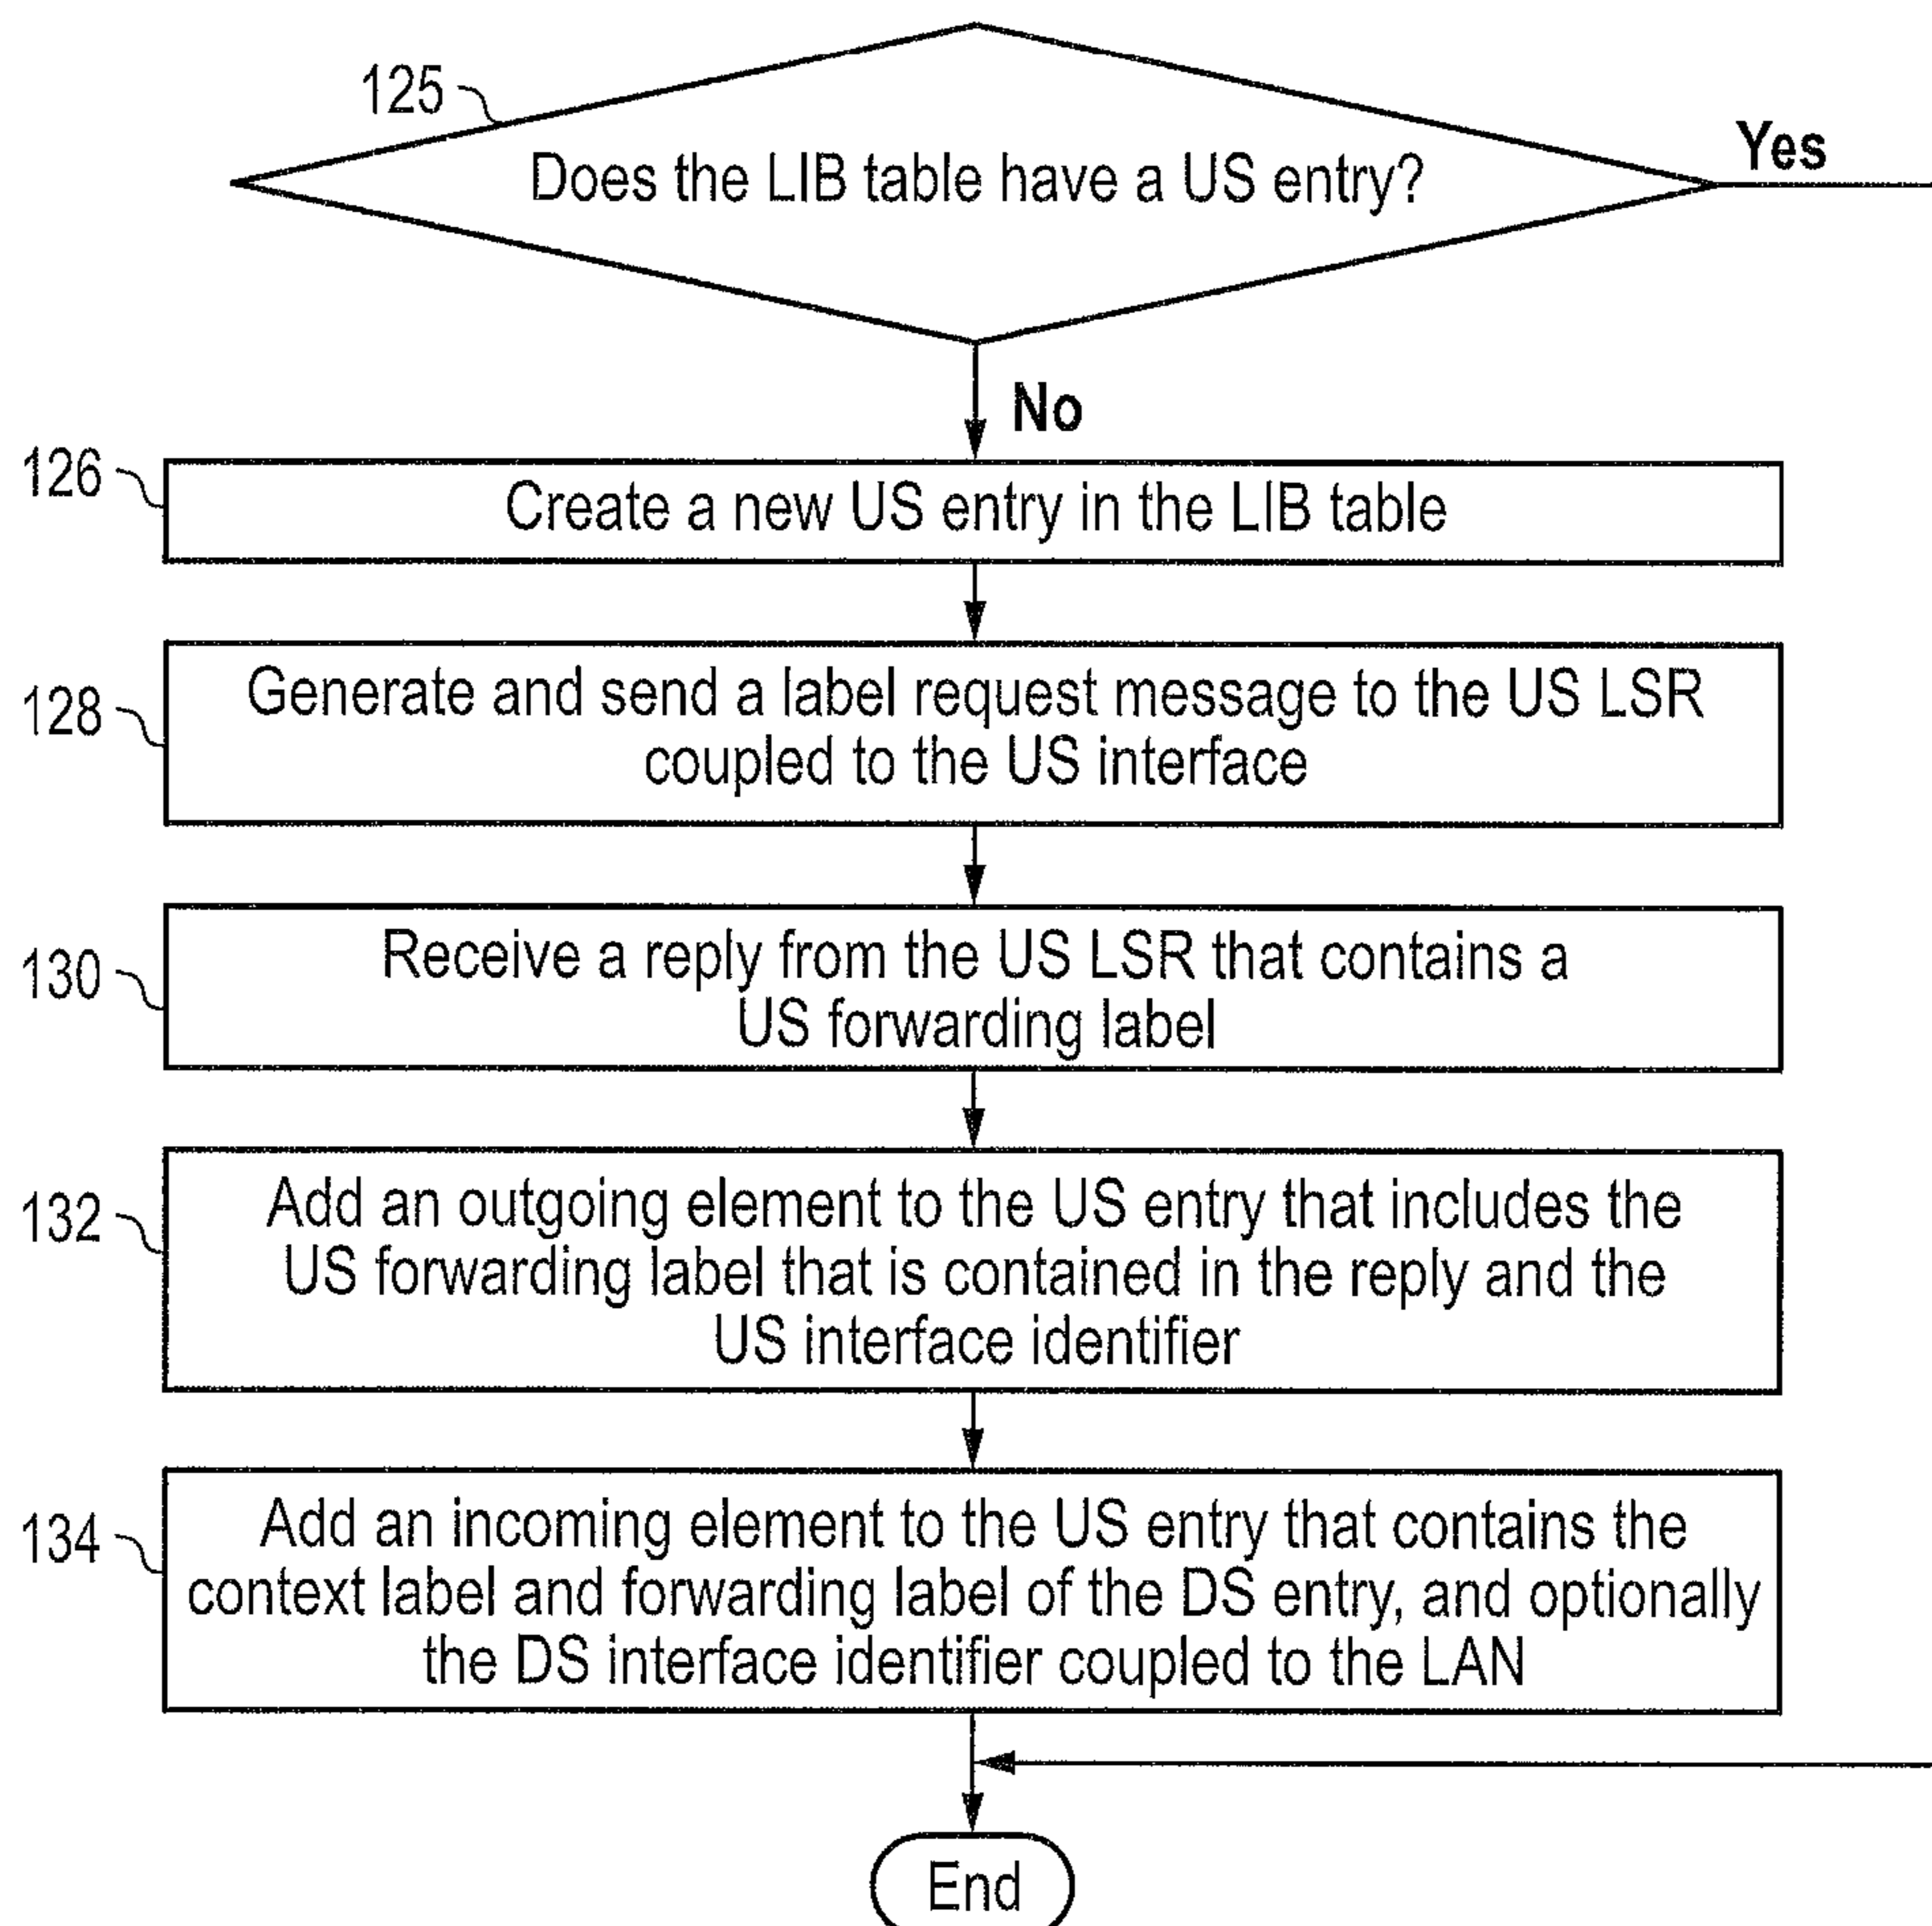 125
Does the LIB table have a US entry?
Yes
No
126
Create a new US entry in the LIB table
128
Generate and send a label request message to the US LSR
coupled to the US interface
130
Receive a reply from the US LSR that contains a
US forwarding label
132
Add an outgoing element to the US entry that includes the
US forwarding label that is contained in the reply and the
US interface identifier
134
Add an incoming element to the US entry that contains the
context label and forwarding label of the DS entry, and optionally
the DS interface identifier coupled to the LAN
End